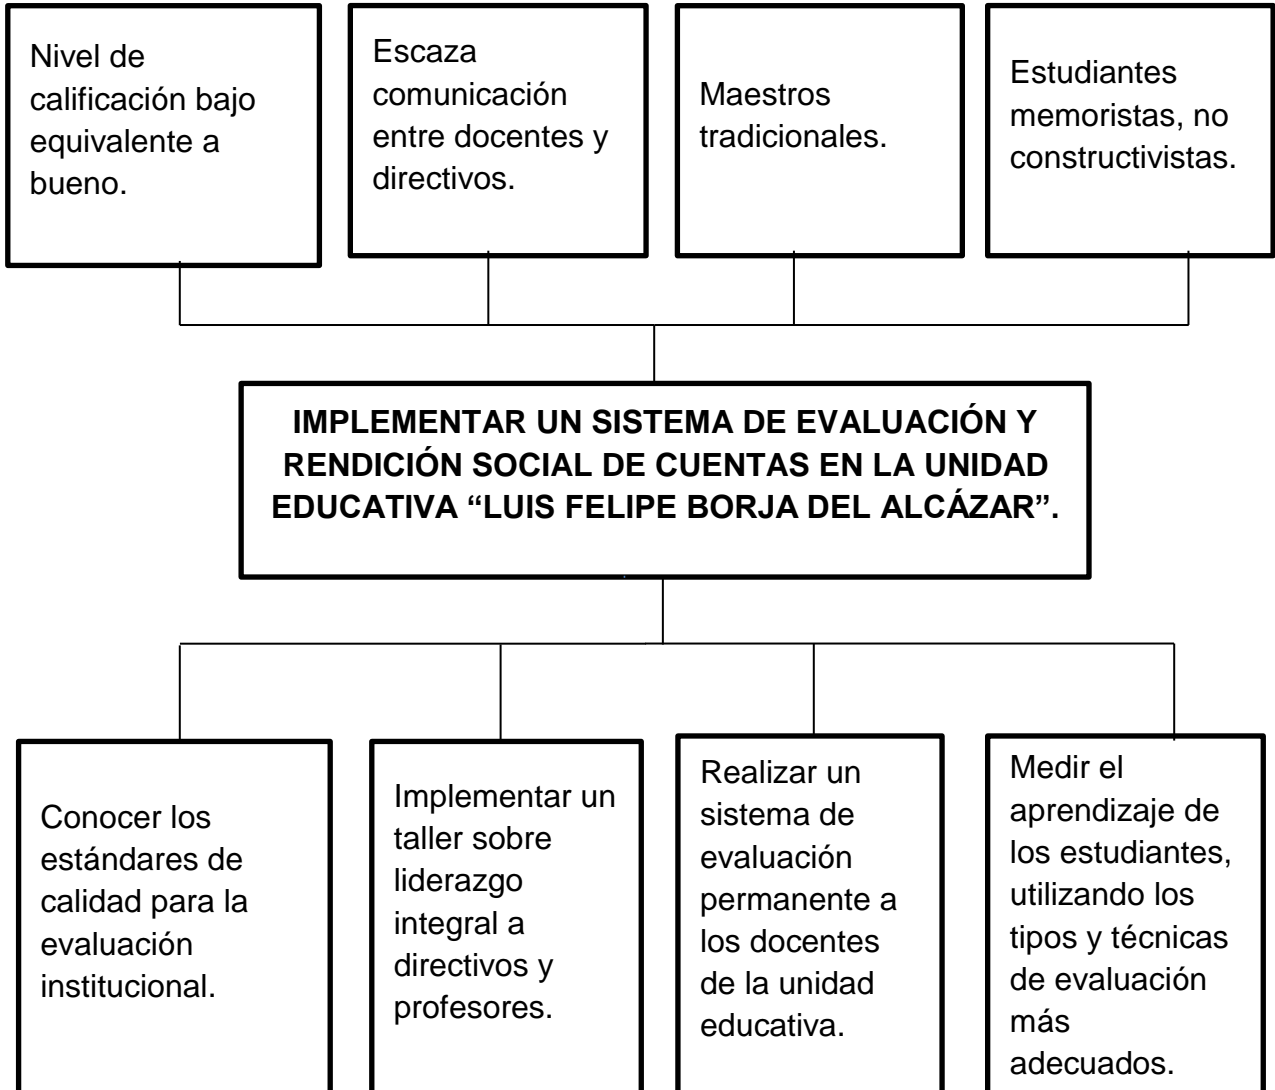 Nivel de
calificación bajo
equivalente a
bueno.
Escaza
comunicación
entre docentes y
directivos.
Maestros
tradicionales.
Estudiantes
memoristas, no
constructivistas.
IMPLEMENTAR UN SISTEMA DE EVALUACIÓN Y
RENDICIÓN SOCIAL DE CUENTAS EN LA UNIDAD
EDUCATIVA “LUIS FELIPE BORJA DEL ALCÁZAR”.
Conocer los
estándares de
calidad para la
evaluación
institucional.
Implementar un
taller sobre
liderazgo
integral a
directivos y
profesores.
Realizar un
sistema de
evaluación
permanente a
los docentes
de la unidad
educativa.
Medir el
aprendizaje de
los estudiantes,
utilizando los
tipos y técnicas
de evaluación
más
adecuados.